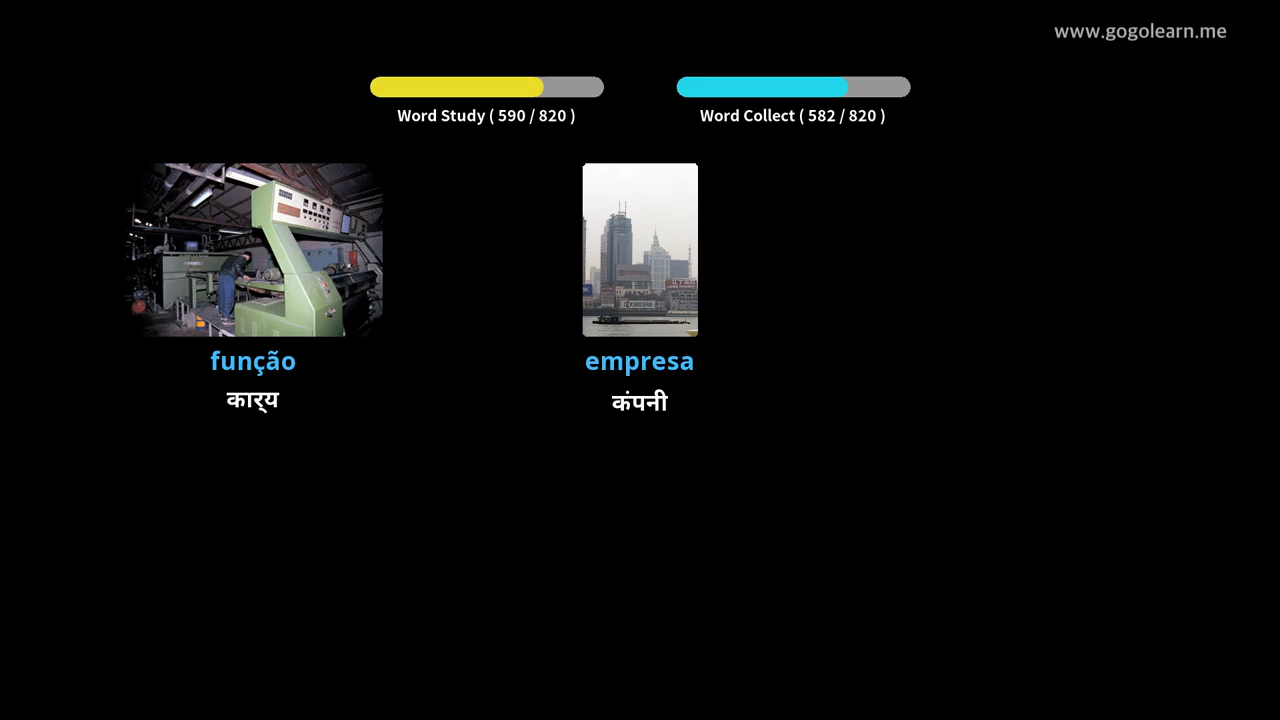 www.gogolearn.me
Word Study ( 590 / 820 )
Word Collect ( 582 / 820 )
função
कार्‍य
empresa
कंपनी